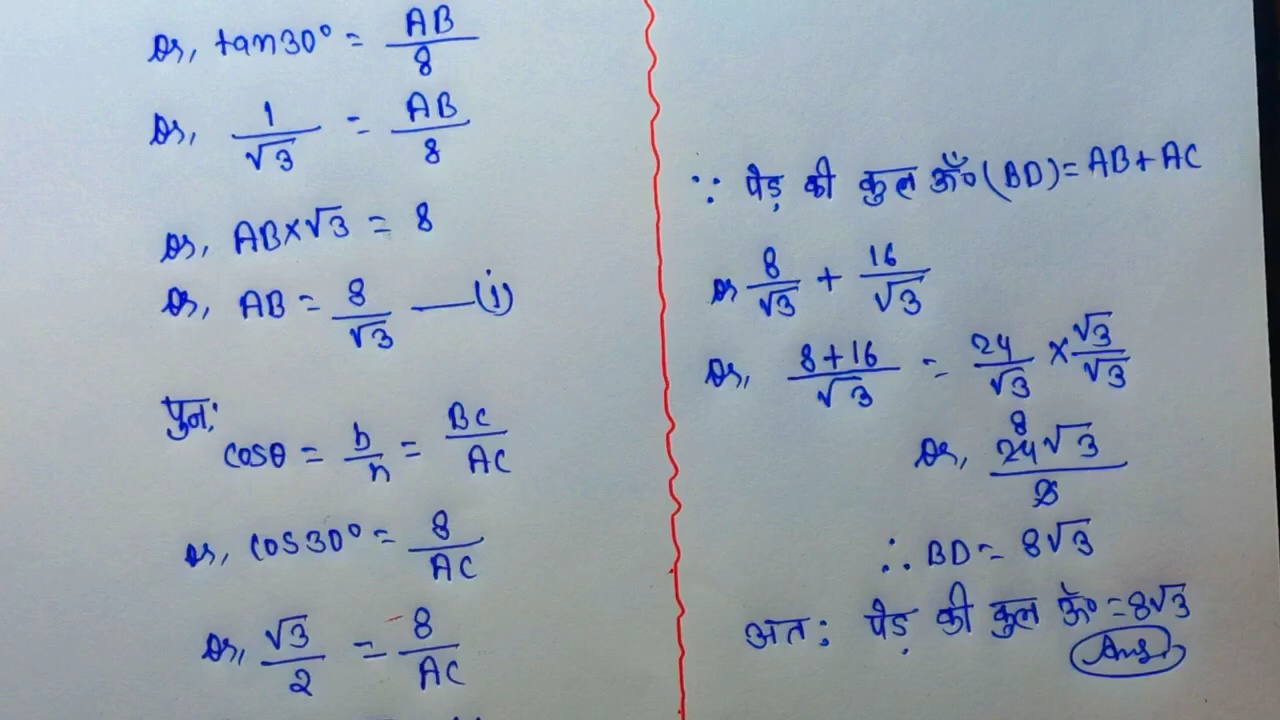 Or, tan30° = AB/8
Or, 1/√3 = AB/8
Or, AB×√3 = 8
Or, AB = 8/√3 —(i)
पुन:
cosθ = b/h = BC/AC
Or, cos30° = 8/AC
Or, √3/2 = 8/AC
∵ पेड़ की कुल ऊँ०(BD) = AB + AC
Or 8/√3 + 16/√3
Or, 8+16/√3 = 24/√3 × √3/√3
8
Or, 24√3/3
∴ BD = 8√3
अत: पेड़ की कुल ऊँ० = 8√3
Ans.